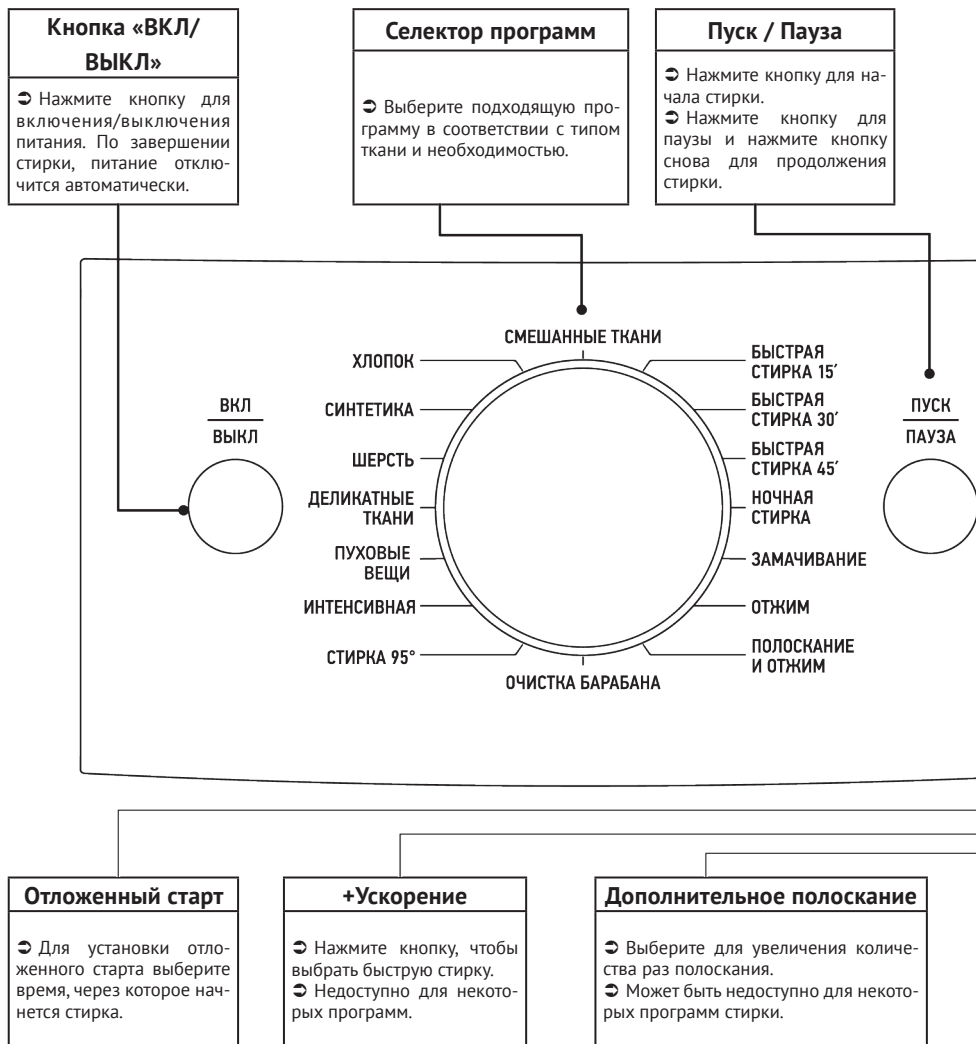 Кнопка «ВКЛ/
ВЫКЛ»
➲ Нажмите кнопку для
включения/выключения
питания. По завершении
стирки, питание отклю-
чится автоматически.
Селектор программ
➲ Выберите подходящую про-
грамму в соответствии с типом
ткани и необходимостью.
Пуск / Пауза
➲ Нажмите кнопку для на-
чала стирки.
➲ Нажмите кнопку для
паузы и нажмите кнопку
снова для продолжения
стирки.
ВКЛ
ВЫКЛ
СМЕШАННЫЕ ТКАНИ
ХЛОПОК
СИНТЕТИКА
ШЕРСТЬ
ДЕЛИКАТНЫЕ
ТКАНИ
ПУХОВЫЕ
ВЕЩИ
ИНТЕНСИВНАЯ
СТИРКА 95°
ОЧИСТКА БАРАБАНА
БЫСТРАЯ
СТИРКА 15′
БЫСТРАЯ
СТИРКА 30′
БЫСТРАЯ
СТИРКА 45′
НОЧНАЯ
СТИРКА
ЗАМАЧИВАНИЕ
ОТЖИМ
ПОЛОСКАНИЕ
И ОТЖИМ
ПУСК
ПАУЗА
Отложенный старт
➲ Для установки отло-
женного старта выберите
время, через которое нач-
нется стирка.
+Ускорение
➲ Нажмите кнопку, чтобы
выбрать быструю стирку.
➲ Недоступно для некото-
рых программ.
Дополнительное полоскание
➲ Выберите для увеличения количе-
ства раз полоскания.
➲ Может быть недоступно для некото-
рых программ стирки.